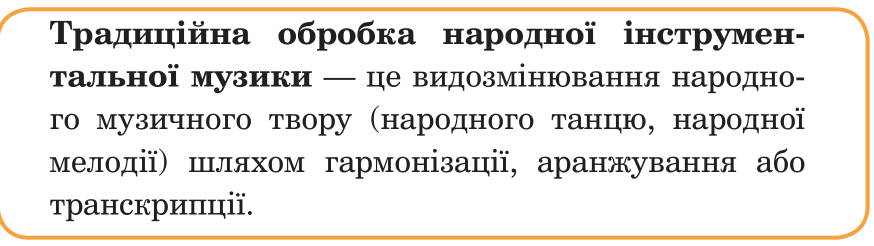 Традиційна обробка народної інструмен-
тальної музики — це видозмінювання народно-
го музичного твору (народного танцю, народної
мелодії) шляхом гармонізації, аранжування або
транскрипції.